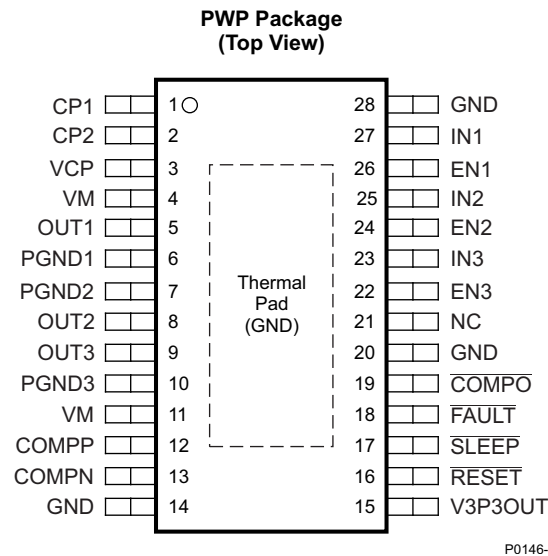 PWP Package
(Top View)
CP1 1 28 GND
CP2 2 27 IN1
VCP 3 26 EN1
VM 4 25 IN2
OUT1 5 24 EN2
PGND1 6 23 IN3
PGND2 7 22 EN3
OUT2 8 21 NC
OUT3 9 20 GND
PGND3 10 19 COMPO
VM 11 18 FAULT
COMPP 12 17 SLEEP
COMPN 13 16 RESET
GND 14 15 V3P3OUT
Thermal
Pad
(GND)
P0146-